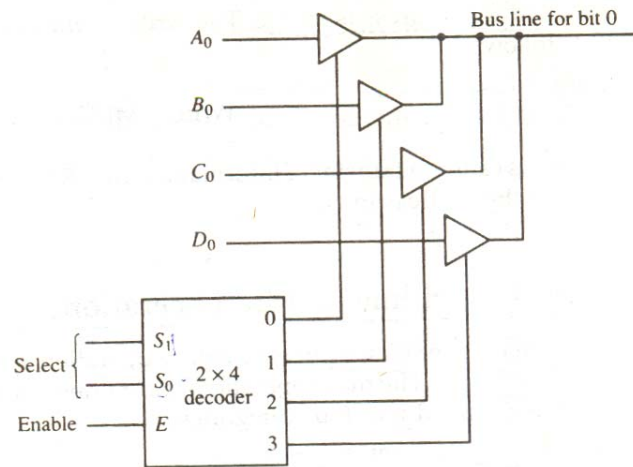 Bus line for bit 0
A0
B0
C0
D0
0
S1
1
Select
S0
2 × 4
decoder
2
Enable
E
3